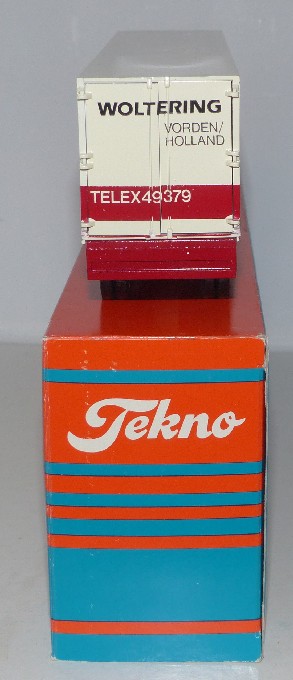 WOLTERING
VORDEN/
HOLLAND
TELEX49379
Tekno